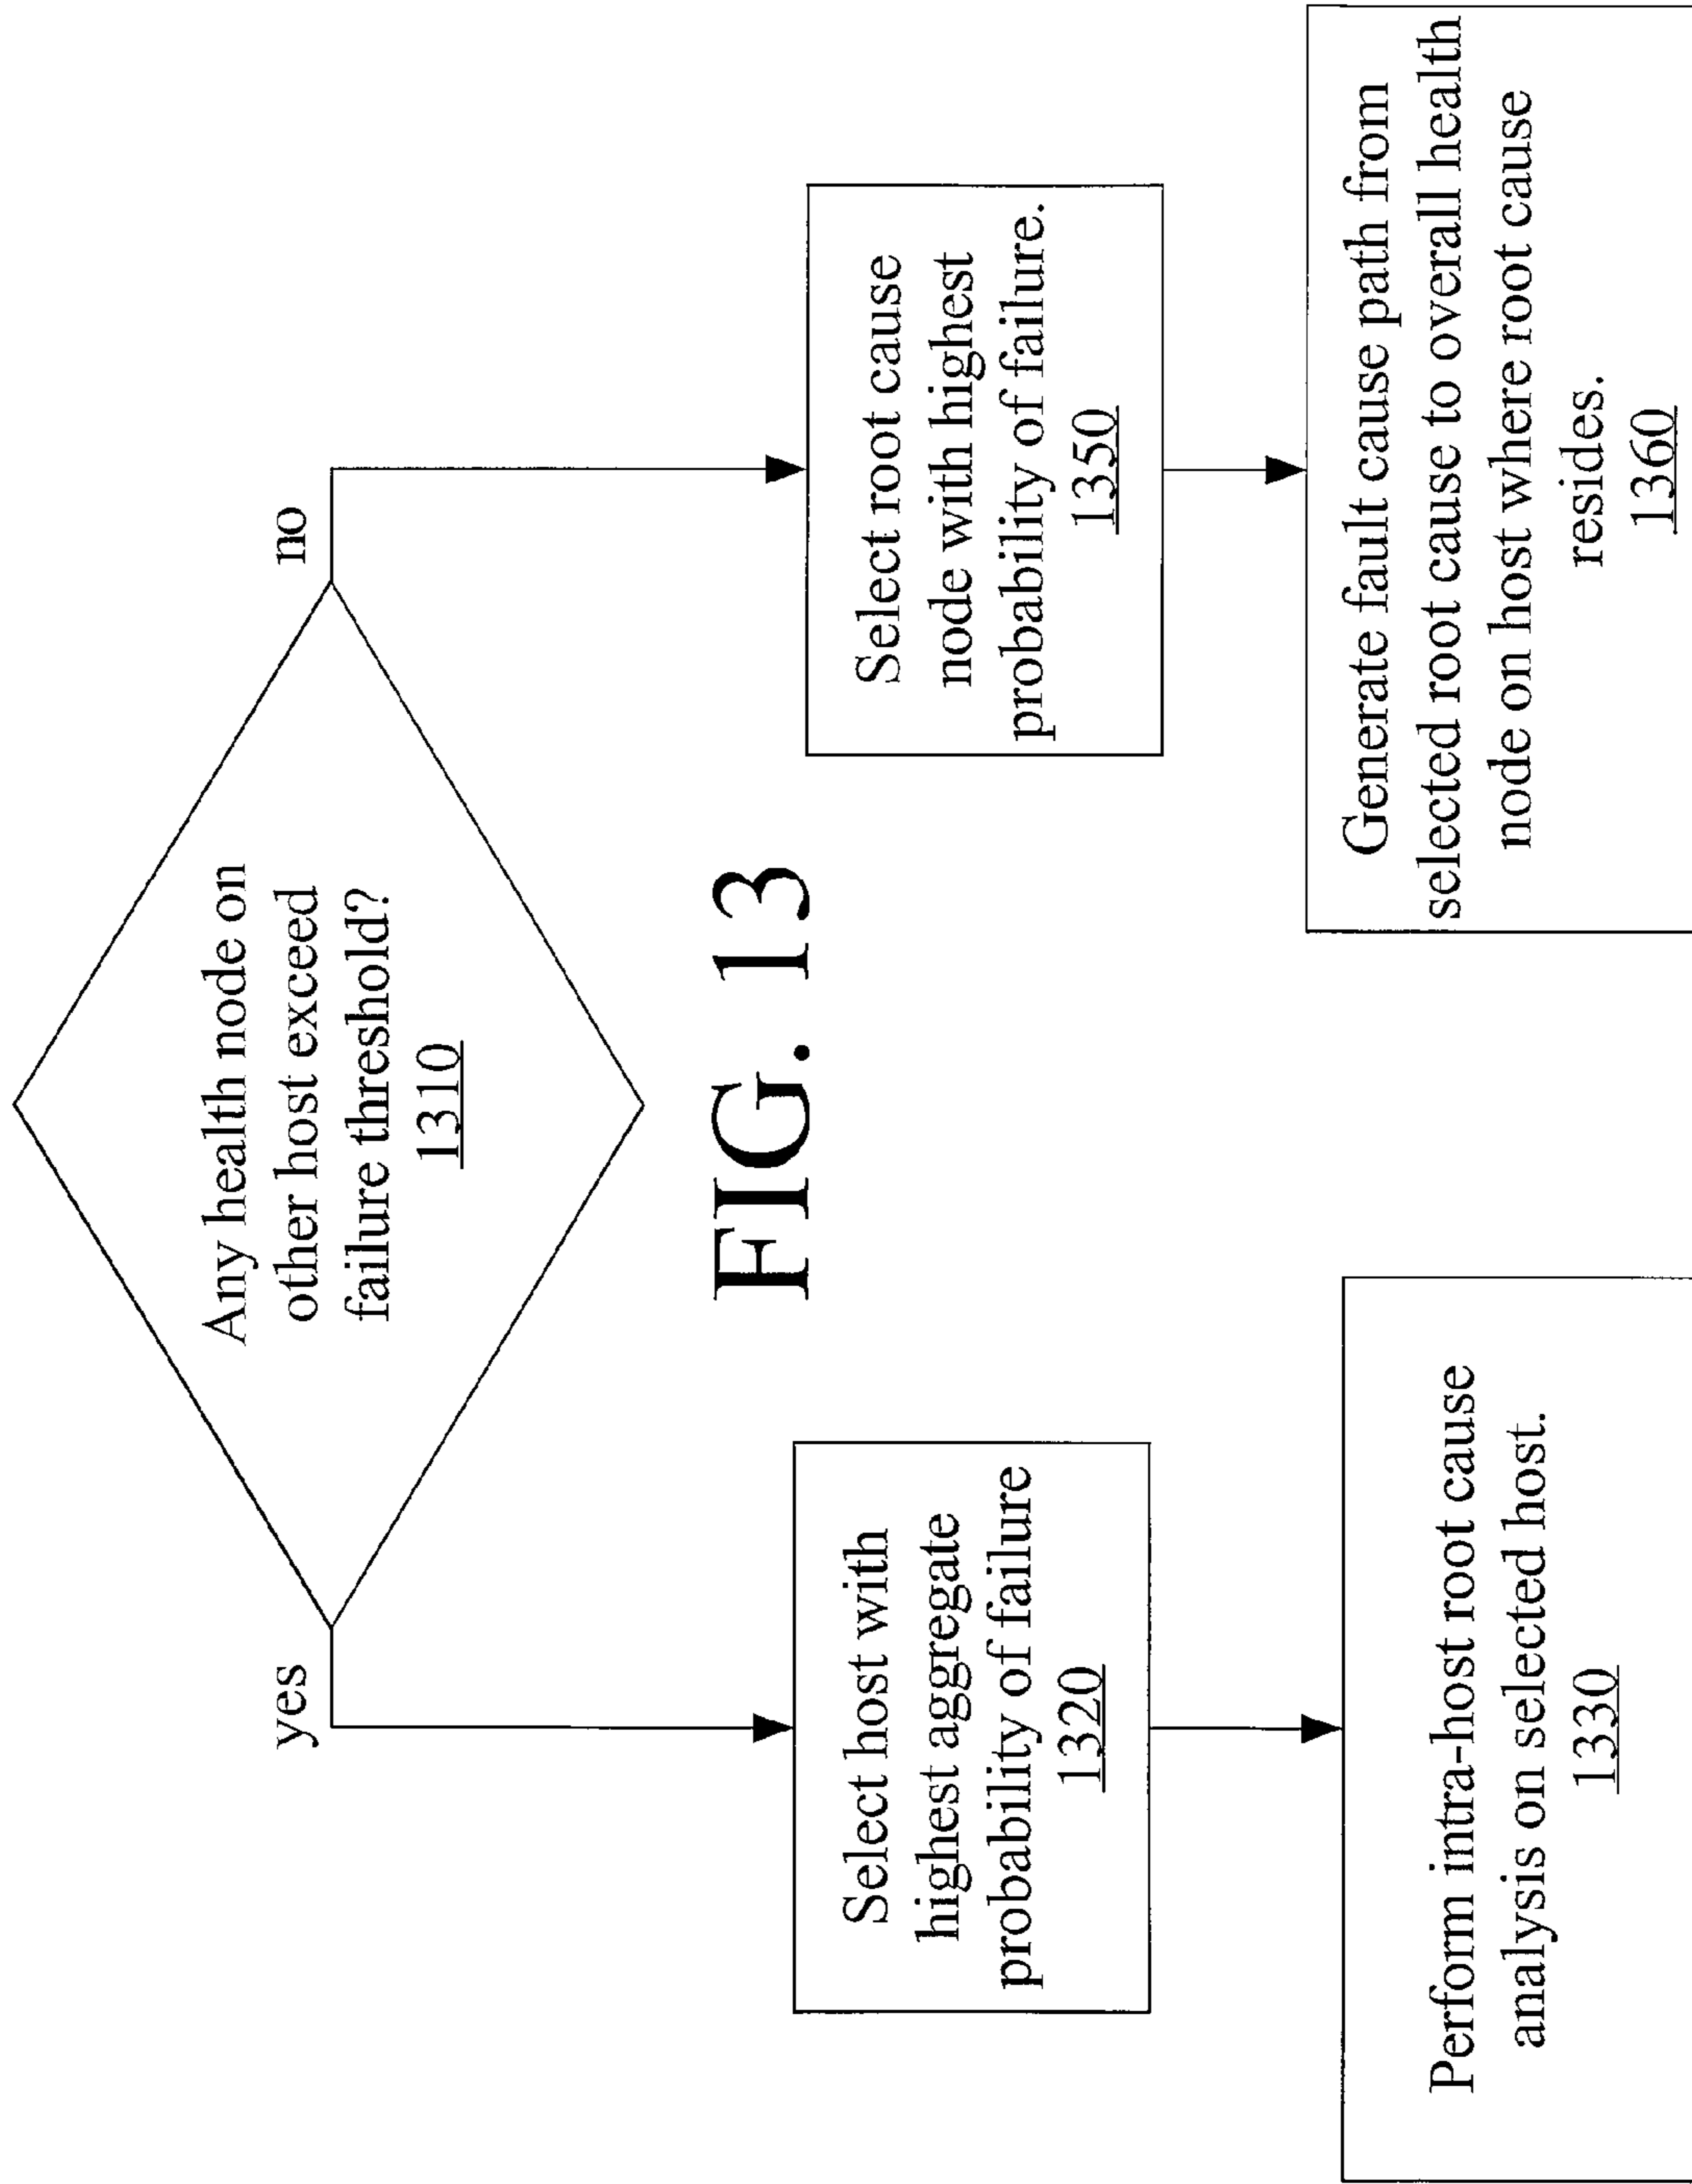 Any health node on
other host exceed
failure threshold?
1310
yes
no
Select host with
highest aggregate
probability of failure
1320
Perform intra-host root cause
analysis on selected host.
1330
Select root cause
node with highest
probability of failure.
1350
Generate fault cause path from
selected root cause to overall health
node on host where root cause
resides.
1360
FIG. 13